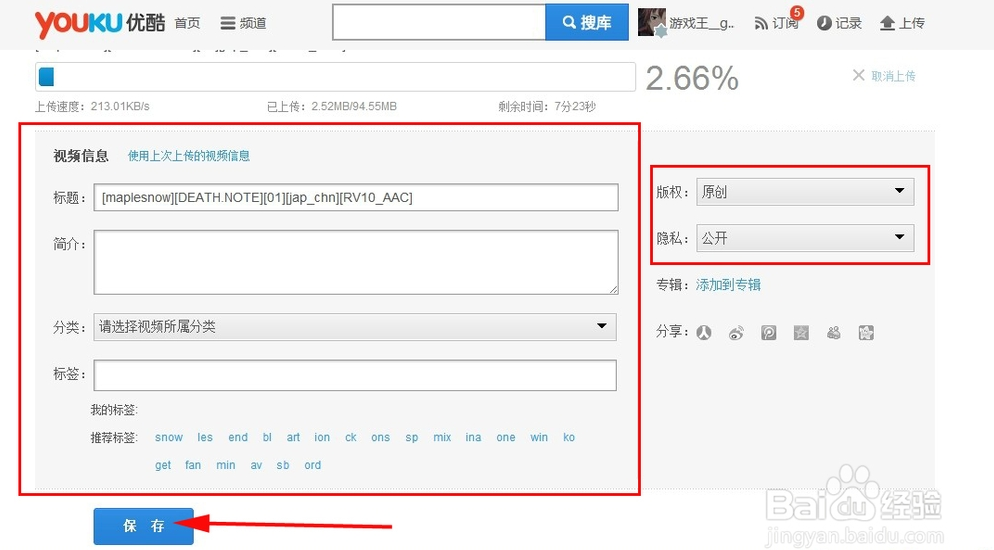 YOUKU 优酷 首页 频道 搜库 游戏王__g.. 订阅 5 记录 上传
2.66% 取消上传
上传速度：213.01KB/s 已上传：2.52MB/94.55MB 剩余时间：7分23秒
视频信息 使用上次上传的视频信息
标题：[maplesnow][DEATH.NOTE][01][jap_chn][RV10_AAC]
版权：原创
简介：
隐私：公开
专辑：添加到专辑
分类：请选择视频所属分类
分享：
标签：
我的标签:
推荐标签: snow les end bl art ion ck ons sp mix ina one win ko
get fan min av sb ord
保 存
Baidu 经验
jingyan.baidu.com